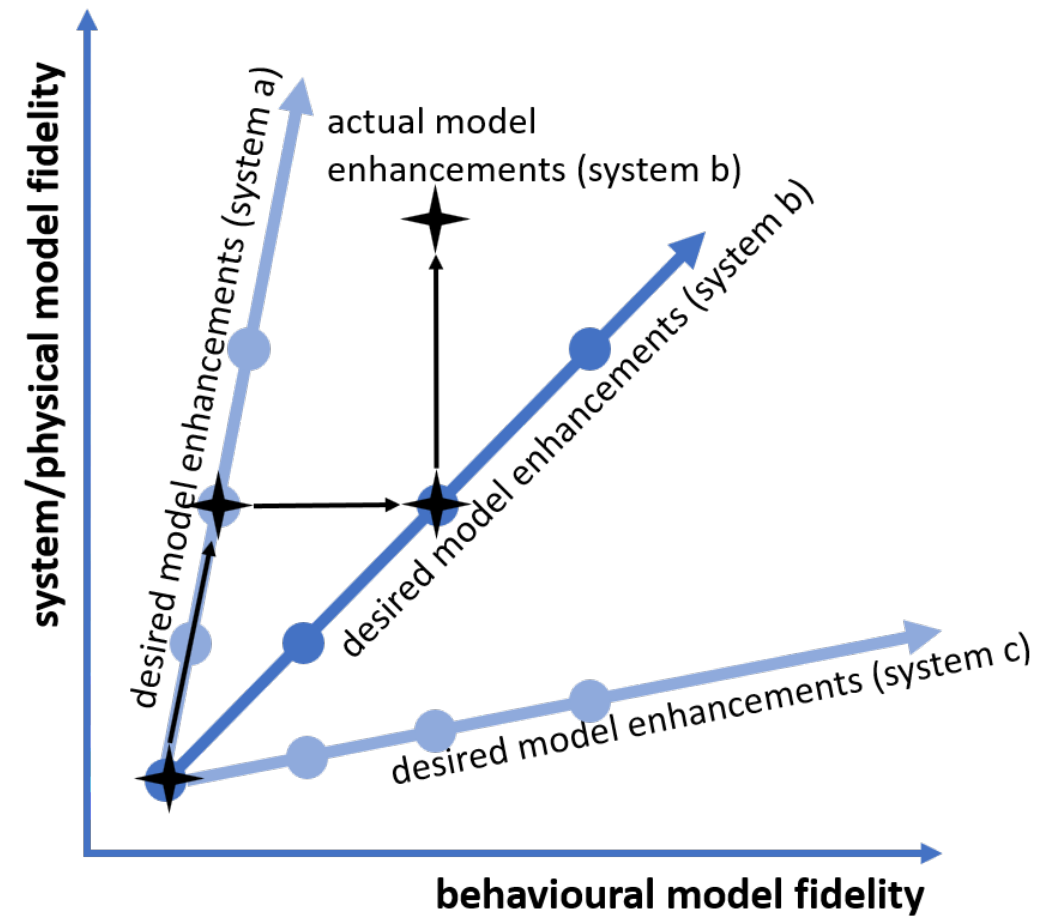 system/physical model fidelity
desired model enhancements (system a)
actual model
enhancements (system b)
desired model enhancements (system b)
desired model enhancements (system c)
behavioural model fidelity